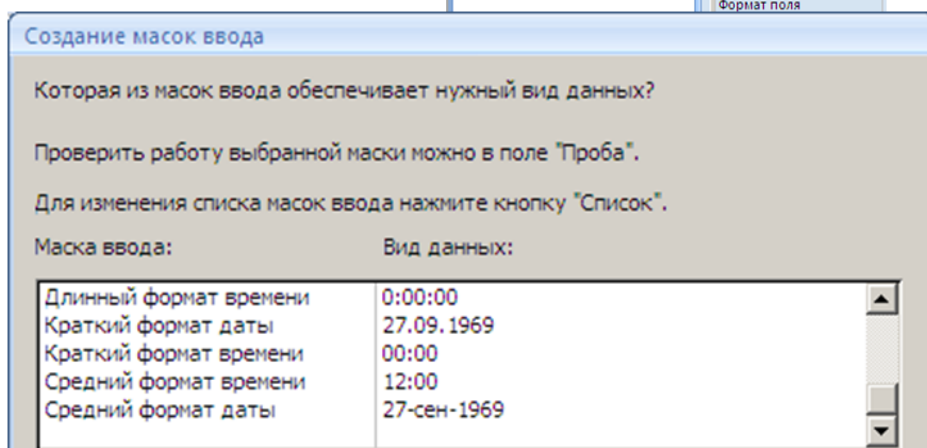 Формат поля
Создание масок ввода
Которая из масок ввода обеспечивает нужный вид данных?
Проверить работу выбранной маски можно в поле "Проба".
Для изменения списка масок ввода нажмите кнопку "Список".
Маска ввода: Вид данных:
Длинный формат времени 0:00:00
Краткий формат даты 27.09.1969
Краткий формат времени 00:00
Средний формат времени 12:00
Средний формат даты 27-сен-1969